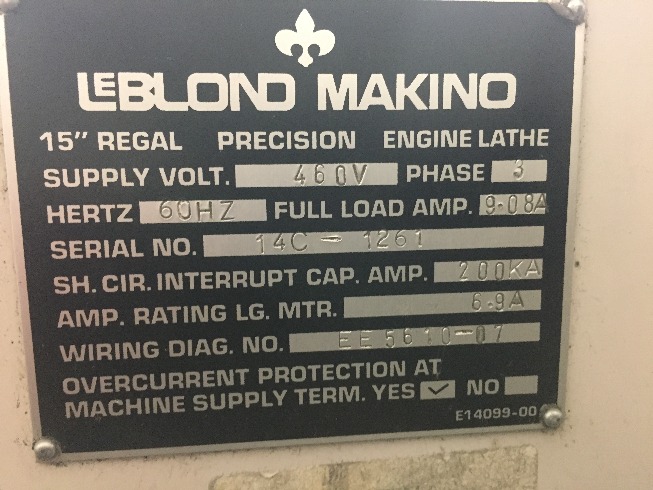 LEBLOND MAKINO
15" REGAL PRECISION ENGINE LATHE
SUPPLY VOLT. 460V PHASE 3
HERTZ 60HZ FULL LOAD AMP. 9.08A
SERIAL NO. 14C-1261
SH. CIR. INTERRUPT CAP. AMP. 200KA
AMP. RATING LG. MTR. 6.9A
WIRING DIAG. NO. EE5610-07
OVERCURRENT PROTECTION AT
MACHINE SUPPLY TERM. YES ✓ NO
E14099-00